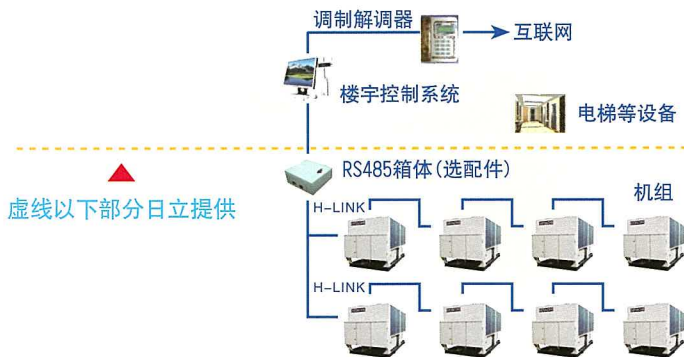 调制解调器
互联网
楼宇控制系统
电梯等设备
RS485箱体(选配件)
虚线以下部分日立提供
机组
H-LINK
H-LINK